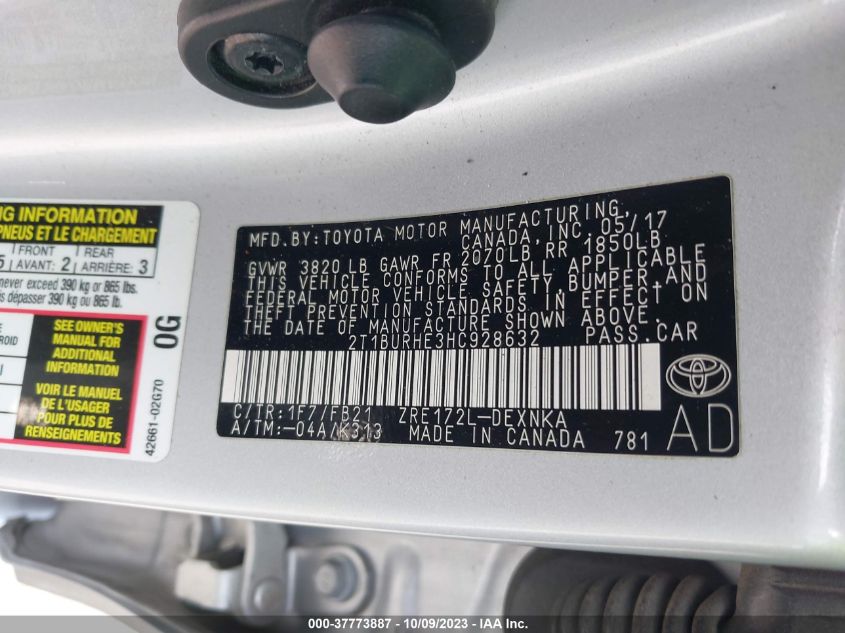 NG INFORMATION
PNEUS ET LE CHARGEMENT
5 FRONT AVANT: 2 REAR ARRIÈRE: 3
never exceed 390 kg or 865 lbs.
dépasser 390 kg ou 865 lb.
SEE OWNER'S
MANUAL FOR
ADDITIONAL
INFORMATION
VOIR LE MANUEL
DE L'USAGER
POUR PLUS DE
RENSEIGNEMENTS
0G
42661-02G70
MFD.BY:TOYOTA MOTOR MANUFACTURING,
CANADA, INC. 05/17
GVWR 3820 LB GAWR FR 2070LB RR 1850LB
THIS VEHICLE CONFORMS TO ALL APPLICABLE
FEDERAL MOTOR VEHICLE SAFETY, BUMPER, AND
THEFT PREVENTION STANDARDS IN EFFECT ON
THE DATE OF MANUFACTURE SHOWN ABOVE.
2T1BURHE3HC928632 PASS.CAR
C/TR:1F7/FB21 ZRE172L-DEXNKA
A/TM:-04A/K313 MADE IN CANADA 781
AD
000-37773887 - 10/09/2023 - IAA Inc.